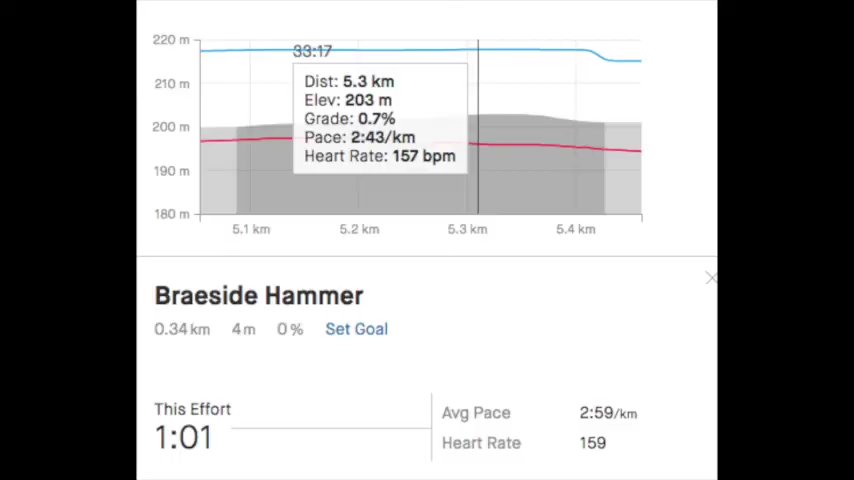 220 m
33:17
210 m
Dist: 5.3 km
Elev: 203 m
Grade: 0.7%
200 m
Pace: 2:43/km
Heart Rate: 157 bpm
190 m
180 m
5.1 km 5.2 km 5.3 km 5.4 km
Braeside Hammer
0.34 km 4 m 0 % Set Goal
This Effort
1:01
Avg Pace 2:59/km
Heart Rate 159